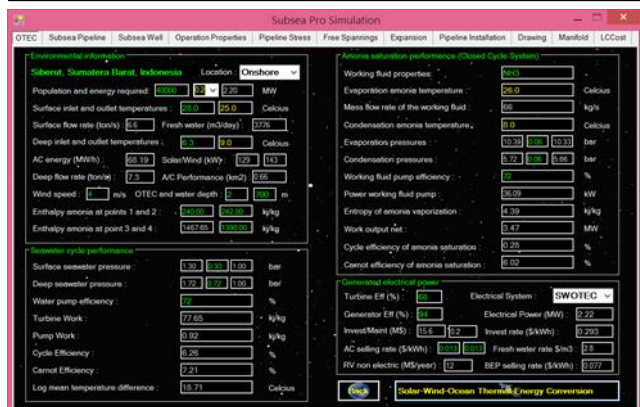 Subsea Pro Simulation
OTEC Subsea Pipeline Subsea Well Operation Properties Pipeline Stress Free Spannings Expansion Pipeline Installation Drawing Manifold LCCost
Environmental information
Siberut, Sumatera Barat, Indonesia Location : Onshore
Population and energy required: 40000 0.2 2.20 MW
Surface inlet and outlet temperatures : 28.0 25.0 Celcius
Surface flow rate (ton/s) : 6.6 Fresh water (m3/day) : 3776
Deep inlet and outlet temperatures : 6.3 9.0 Celcius
AC energy (MW/h) : 68.19 Solar/Wind (kW) : 129 143
Deep flow rate (ton/s) : 7.3 A/C Performance (km2) : 0.66
Wind speed : 4 m/s OTEC and water depth : 2 700 m
Enthalpy amonia at points 1 and 2 : 240.00 242.00 kj/kg
Enthalpy amonia at point 3 and 4 : 1467.65 1390.00 kj/kg
Seawater cycle performance
Surface seawater pressure : 1.30 0.30 1.00 bar
Deep seawater pressure : 1.72 0.72 1.00 bar
Water pump efficiency : 72 %
Turbine Work : 77.65 kj/kg
Pump Work : 0.92 kj/kg
Cycle Efficiency : 6.26 %
Carnot Efficiency : 7.21 %
Log mean temperature difference : 18.71 Celcius
Amonia saturation performance (Closed Cycle System)
Working fluid properties: NH3
Evaporation amonia temperature : 26.0 Celcius
Mass flow rate of the working fluid : 66 kg/s
Condensation amonia temperature : 8.0 Celcius
Evaporation pressures : 10.39 0.06 10.33 bar
Condensation pressures : 5.72 0.06 5.66 bar
Working fluid pump efficiency : 72 %
Power working fluid pump : 36.09 kW
Entropy of amonia vaporization : 4.39 kj/kg
Work output net : 3.47 MW
Cycle efficiency of amonia saturation : 0.28 %
Carnot efficiency of amonia saturation : 6.02 %
Generated electrical power
Turbine Eff (%) : 68 Electrical System : SWOTEC
Generator Eff (%) : 94 Electrical Power (MW) : 2.22
Invest/Maint (M$) : 15.6 0.2 Invest rate ($/kWh) : 0.293
AC selling rate ($/kWh) : 0.013 0.013 Fresh water rate $/m3 : 2.8
RV non electric (M$/year) : 12 BEP selling rate ($/kWh) : 0.077
Back Solar-Wind-Ocean Thermal Energy Conversion